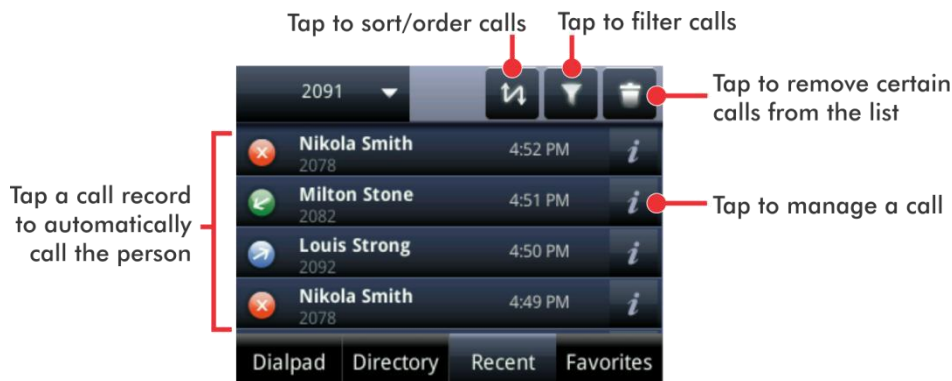 Tap to sort/order calls
Tap to filter calls
2091
Tap to remove certain
calls from the list
Nikola Smith
2078
4:52 PM
i
Milton Stone
2082
4:51 PM
i
Tap to manage a call
Tap a call record
to automatically
call the person
Louis Strong
2092
4:50 PM
i
Nikola Smith
2078
4:49 PM
i
Dialpad
Directory
Recent
Favorites